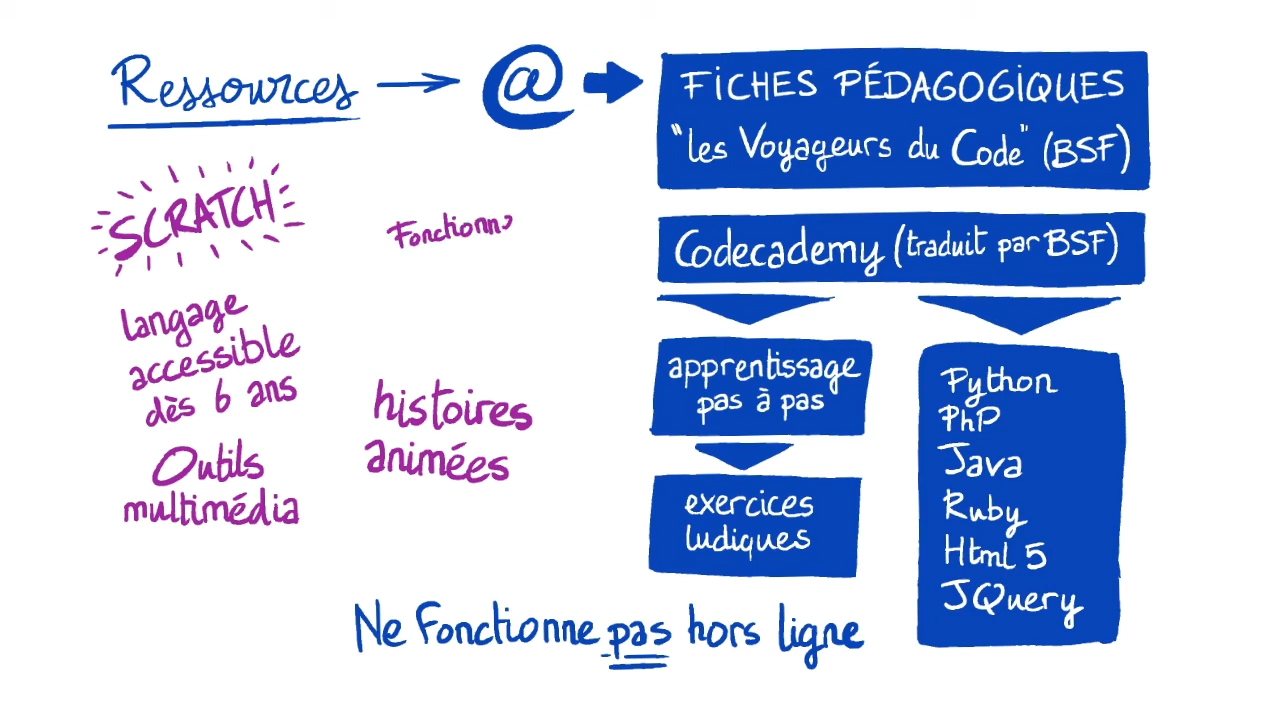 Ressources
@
FiCHES PÉDAGOGiQUES
"les Voyageurs du Code" (BSF)
SCRATCH
Codecademy (traduit par BSF)
langage
accessible
dès 6 ans
Outils
multimédia
histoires
animées
apprentissage
pas à pas
exercices
ludiques
Python
PhP
Java
Ruby
Html 5
JQuery
Ne Fonctionne pas hors ligne